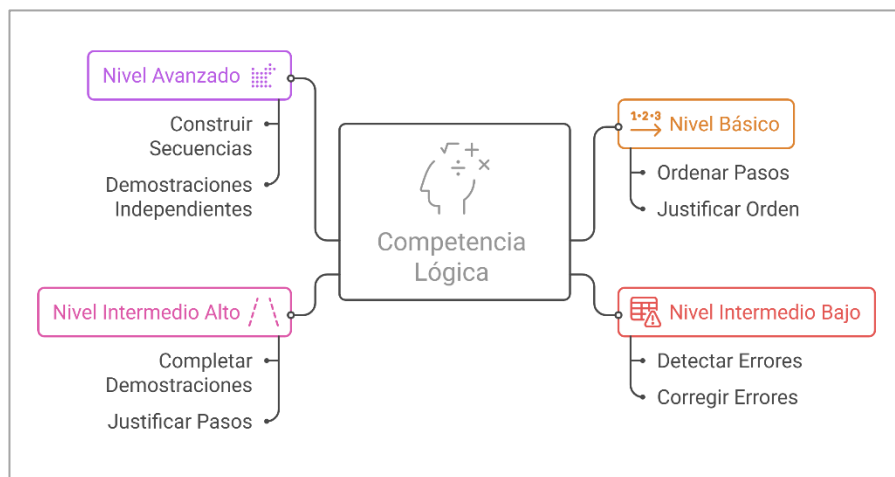 Nivel Avanzado
Construir
Secuencias
Demostraciones
Independientes
Nivel Intermedio Alto
Completar
Demostraciones
Justificar Pasos
√ + ÷ ×
Competencia
Lógica
1•2•3
Nivel Básico
Ordenar Pasos
Justificar Orden
Nivel Intermedio Bajo
Detectar Errores
Corregir Errores